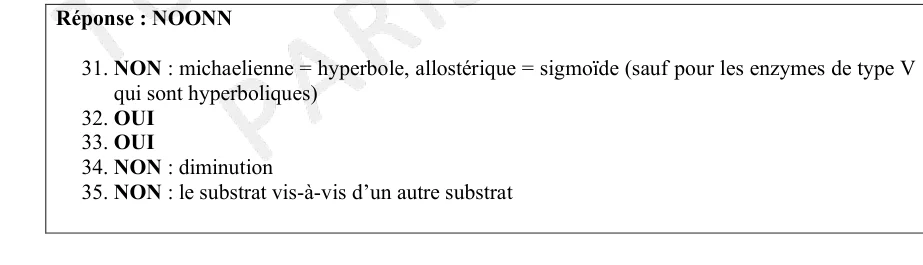 Réponse : NOONN
31. NON : michaelienne = hyperbole, allostérique = sigmoïde (sauf pour les enzymes de type V
qui sont hyperboliques)
32. OUI
33. OUI
34. NON : diminution
35. NON : le substrat vis-à-vis d'un autre substrat